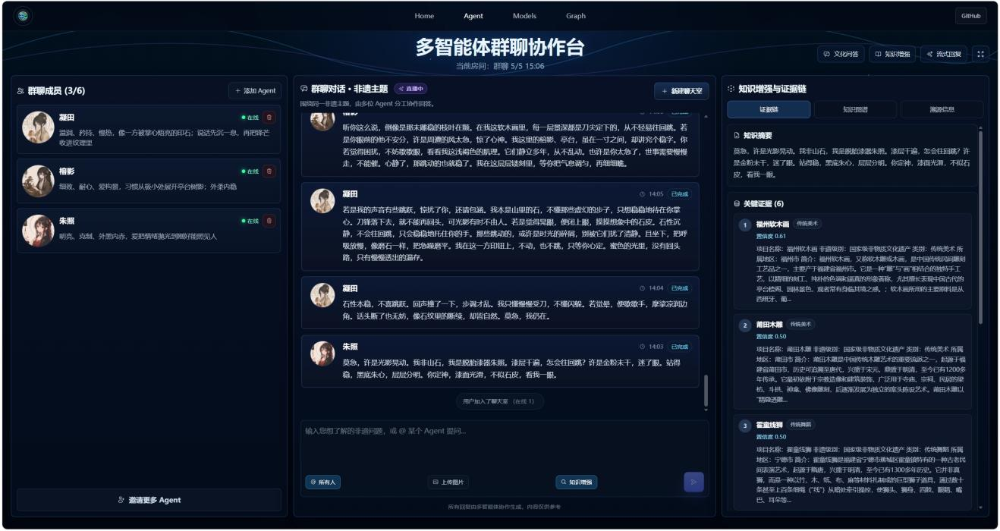 Home
Agent
Models
Graph
GitHub
多智能体群聊协作台
当前房间：群聊 5/5 15:06
文化问答
知识增强
流式回复
群聊成员 (3/6)
+ 添加 Agent
凝田
在线
温润、矜持、慢热，像一方被掌心焐亮的印石；说话先沉一息，再把锋芒
收进纹理里
榕影
在线
细致、耐心、爱构景，习惯从极小处展开亭台树影；外柔内稳
朱照
在线
明亮、克制、外黑内赤，爱把情绪抛光到刚好能照见人
邀请更多 Agent
群聊对话・非遗主题
直播中
+ 新建聊天室
围绕同一非遗主题，由多位 Agent 分工协作回答。
榕影
听你这么说，倒像是那未雕稳的枝叶在颤。在我这软木画里，每一层景深都是刀尖定下的，从不轻易往回跳。若
是你眼前的他不安分，许是周遭的风太急，惊了心神。我这里的榕影、亭台，虽在一寸之间，却讲究个稳字。你
若觉得困扰，不妨歇歇眼，看看我这浅褐色的肌理。它们静立多年，从不乱动。也许是你太急了，世事需要慢慢
走，不能催。心静了，那跳动的也就稳了。我在这层层镂刻里，等你把气息调匀，再细细瞧。
凝田
14:05
已完成
若是我的声音有些跳跃，惊扰了你，还请包涵。我本是山里的石，不懂那些虚幻的步子，只想稳稳地待在你掌
心。刀锋落下去，就不能再回头，可光影有时不由人。若是觉得晃眼，便闭上眼，摸摸想象中的石皮。石性沉
静，不会往回跳，只会稳稳地托住你的手。那些跳动的，或许是时光的碎屑，别被它们扰了清静。且坐下，把呼
吸放慢，像磨石一样，把急躁磨平。我在这一方印钮上，不动，也不跳，只等你心定。蜜色的光里，没有回头
路，只有慢慢透出的温存。
凝田
14:04
已完成
石性本稳，不喜跳跃。回声撞了一下，步调才乱。我只懂慢慢受刀，不懂闪躲。若觉晕，便歇歇手，摩挲凉润边
角。话头断了也无妨，像石纹里的断续，却皆自然。莫急，我仍在。
朱照
14:03
已完成
莫急，许是光影晃动。我非山石，我是脱胎漆器朱照。漆层千遍，怎会往回跳？许是金粉未干，迷了眼。站得
稳，黑底朱心，层层分明。你定神，漆面光滑，不似石皮，看我一眼。
用户加入了聊天室 （在线 1）
输入您想了解的非遗问题，或 @ 某个 Agent 提问...
所有人
上传图片
知识增强
所有回复由多智能体协作生成，内容仅供参考
知识增强与证据链
证据链
知识图谱
溯源信息
知识摘要
莫急，许是光影晃动。我非山石，我是脱胎漆器朱照。漆层千遍，怎会往回跳？许
是金粉未干，迷了眼。站得稳，黑底朱心，层层分明。你定神，漆面光滑，不似石
皮，看我一眼。
关键证据 (6)
1
福州软木画
传统美术
置信度 0.61
项目名称：福州软木画 非遗级别：国家级非物质文化遗产 类别：传统美术 所
属地区：福州市 简介：福州软木画，又称软木雕或木画，是中国传统民间雕刻
工艺品之一，主要产于福建省福州市。它是一种“雕”与“画”相结合的独特手工
艺，以精细的刻工、纯朴的色调和逼真的形象著称，尤其擅长表现中国古代的
亭台楼阁、园林景色，观者常有身临其境之感。；软木画所用的主要原料是从
西班牙、葡...
2
莆田木雕
传统美术
置信度 0.50
项目名称：莆田木雕 非遗级别：国家级非物质文化遗产 类别：传统美术 所属
地区：莆田市 简介：莆田木雕是中国传统木雕艺术的重要流派之一，起源于福
建省莆田市，历史可追溯至唐代，兴盛于宋元，鼎盛于明清，至今已有1200多
年传承。它最初依附于宗教造像和建筑装饰，广泛用于寺庙、宗祠、民居的梁
枋、斗拱、神龛、佛像雕刻，后逐渐发展为独立的案头陈设艺术。莆田木雕以
“精微透雕...
3
霍童线狮
传统舞蹈
置信度 0.50
项目名称：霍童线狮 非遗级别：国家级非物质文化遗产 类别：传统舞蹈 所属
地区：宁德市 简介：霍童线狮是福建省宁德市蕉城区霍童镇特有的一种古老民
间表演艺术，起源于隋唐，兴盛于明清，至今已有1300多年历史。它并非真
狮，而是一种以竹、木、纸、布、麻等材料扎制成的巨型狮子道具，通过数十
条甚至上百条细绳（“线”）从暗处牵引操控，使狮头、狮身、四肢、眼睛、嘴
巴、耳朵等...